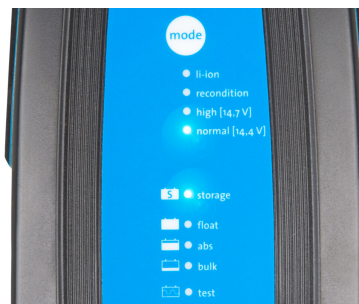 mode
li-ion
recondition
high [14,7 V]
normal [14,4 V]
S storage
float
abs
bulk
test